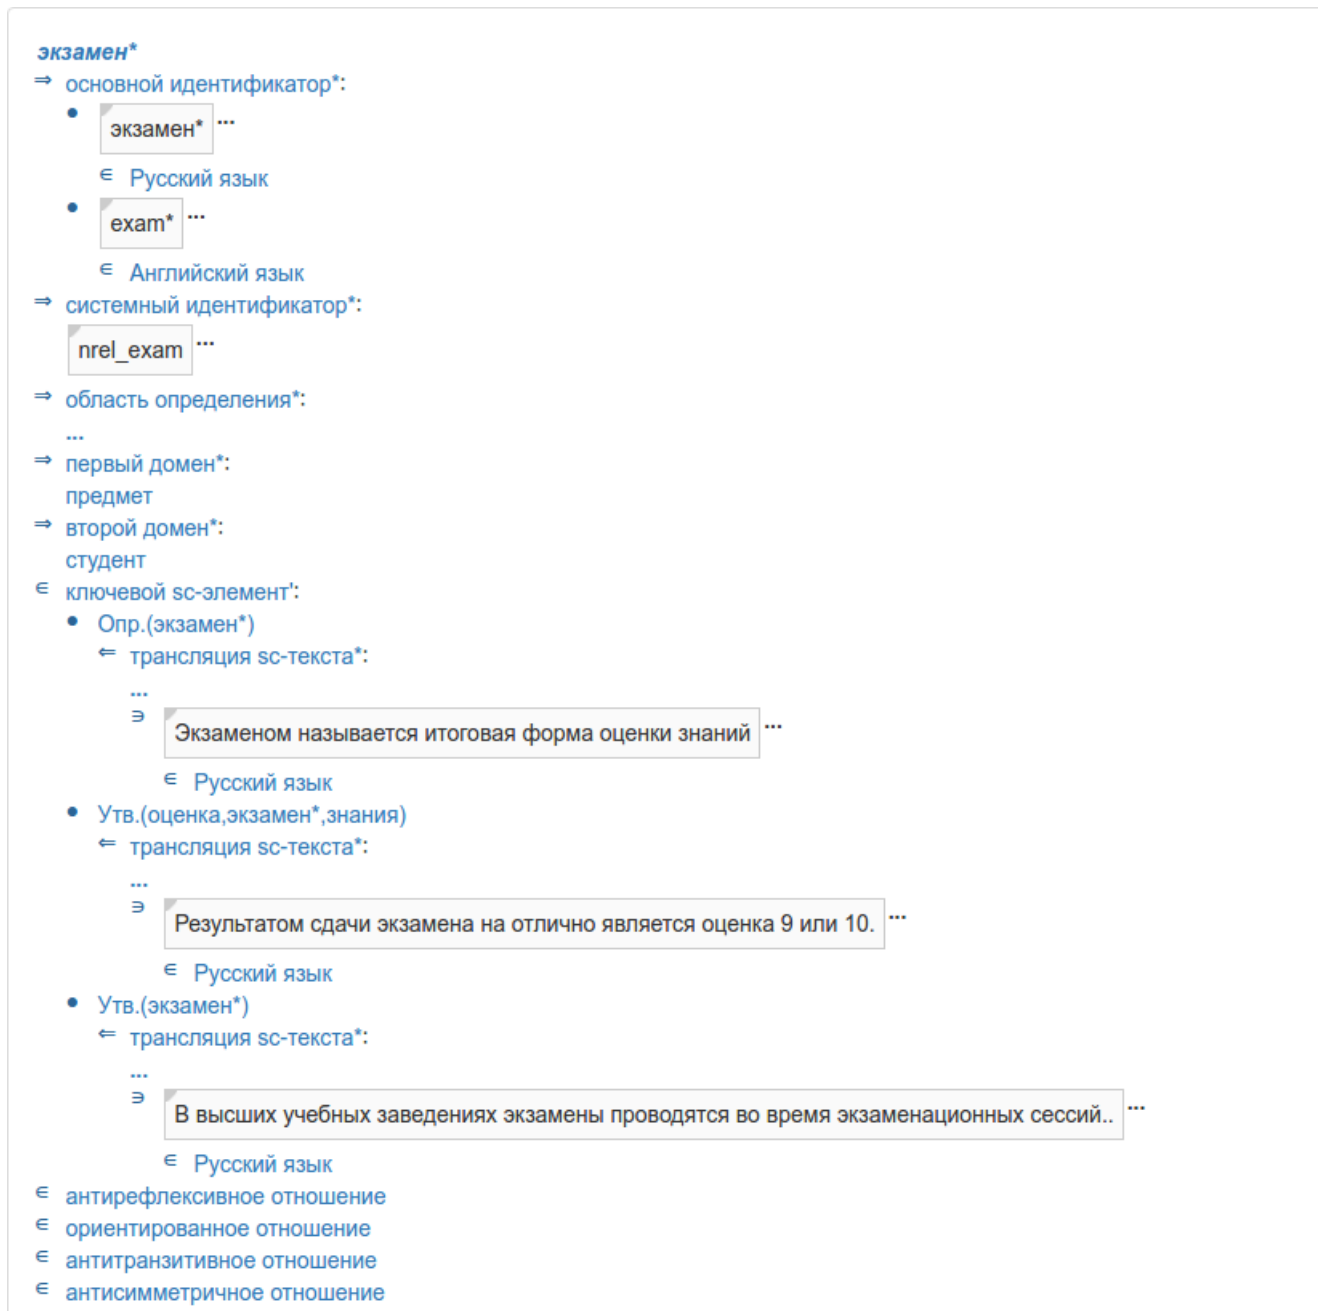 экзамен*
⇒ основной идентификатор*:
• экзамен* ...
∈ Русский язык
• exam* ...
∈ Английский язык
⇒ системный идентификатор*:
nrel_exam ...
⇒ область определения*:
...
⇒ первый домен*:
предмет
⇒ второй домен*:
студент
∈ ключевой sc-элемент':
• Опр.(экзамен*)
⇐ трансляция sc-текста*:
...
∋ Экзаменом называется итоговая форма оценки знаний ...
∈ Русский язык
• Утв.(оценка,экзамен*,знания)
⇐ трансляция sc-текста*:
...
∋ Результатом сдачи экзамена на отлично является оценка 9 или 10. ...
∈ Русский язык
• Утв.(экзамен*)
⇐ трансляция sc-текста*:
...
∋ В высших учебных заведениях экзамены проводятся во время экзаменационных сессий.. ...
∈ Русский язык
∈ антирефлексивное отношение
∈ ориентированное отношение
∈ антитранзитивное отношение
∈ антисимметричное отношение